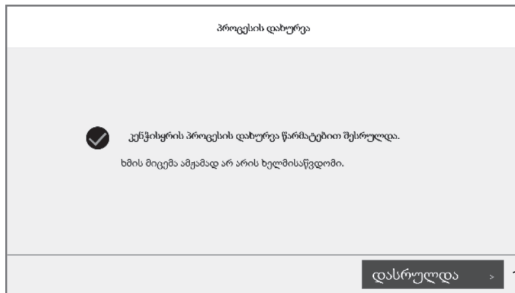 პროცესის დახურვა
კენჭისყრის პროცესის დახურვა წარმატებით შესრულდა.
ხმის მიცემა ამჟამად არ არის ხელმისაწვდომი.
დასრულდა >